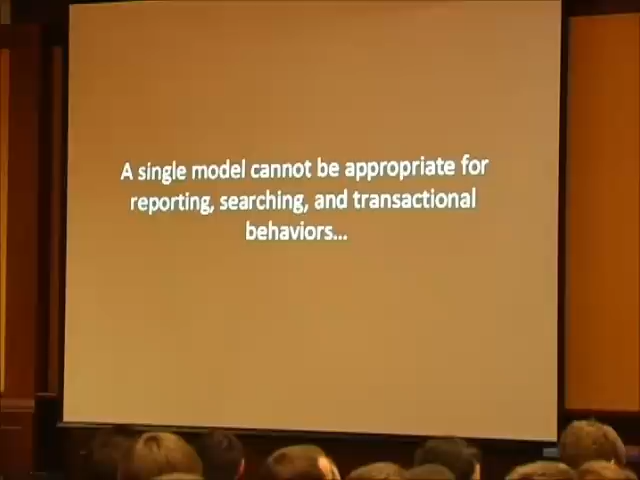 A single model cannot be appropriate for
reporting, searching, and transactional
behaviors...